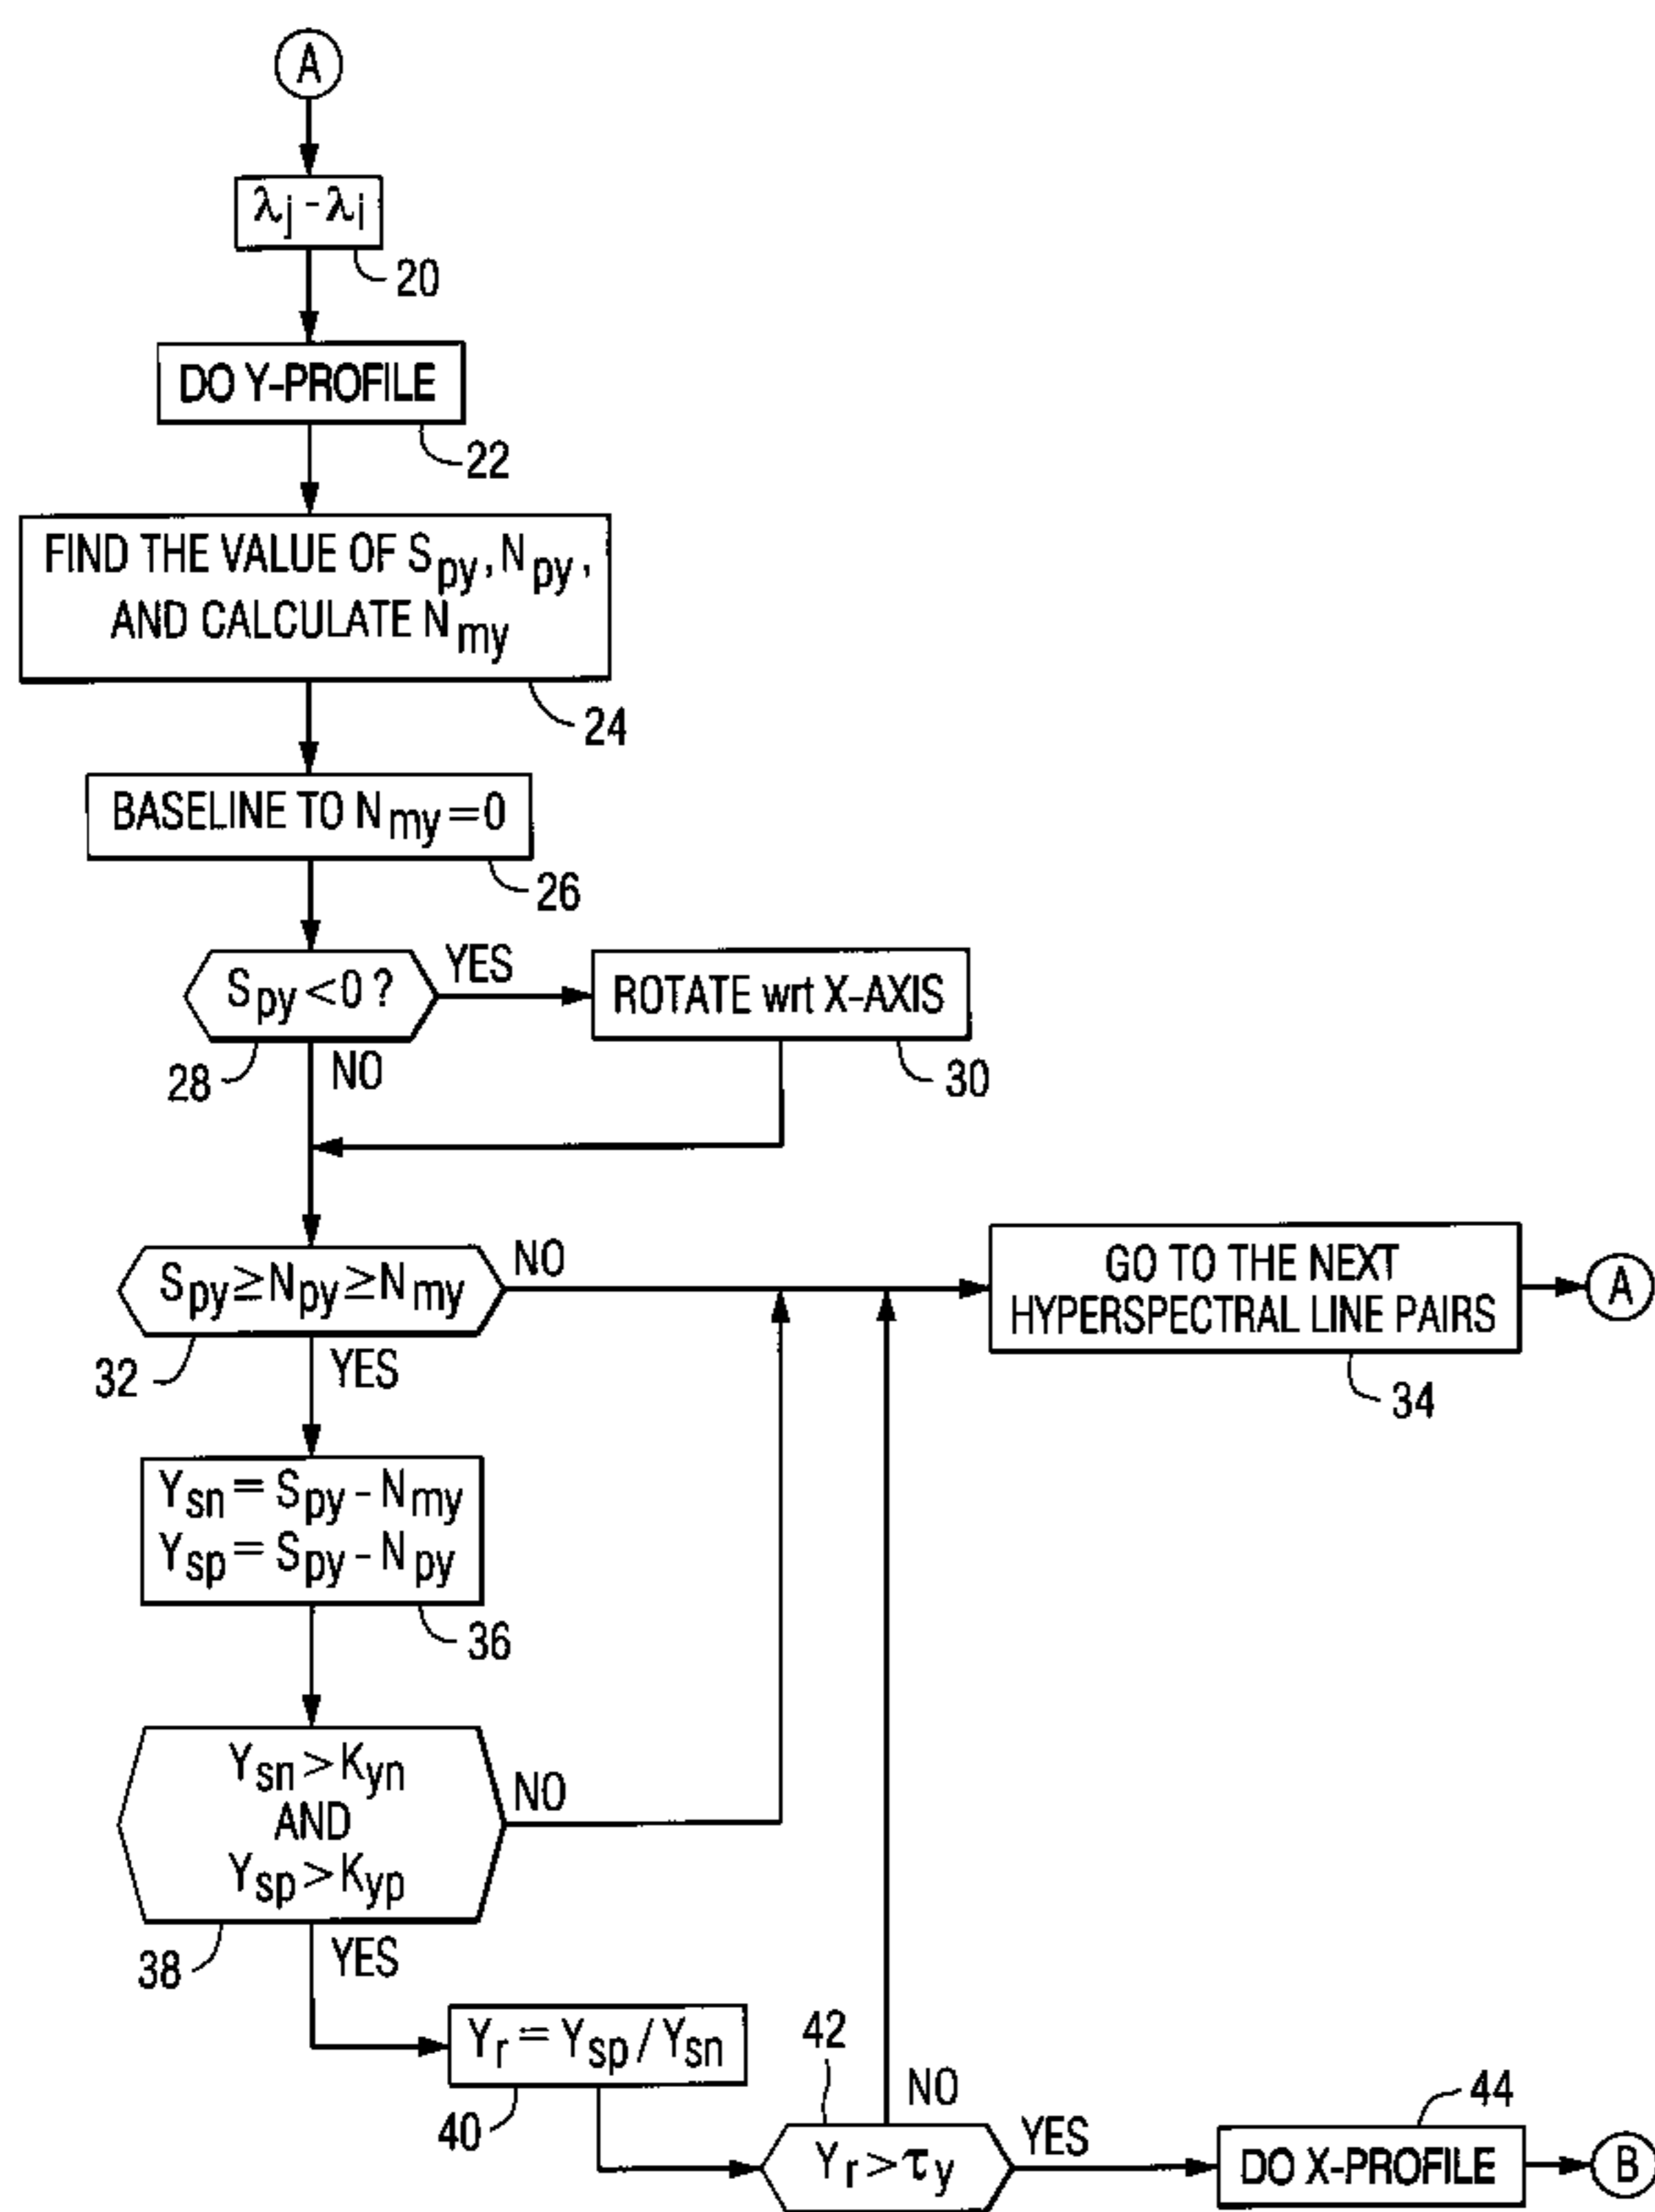 A
λj - λi
20
DO Y-PROFILE
22
FIND THE VALUE OF Spy, Npy,
AND CALCULATE Nmy
24
BASELINE TO Nmy = 0
26
Spy < 0 ?
YES
ROTATE wrt X-AXIS
28
NO
30
Spy ≥ Npy ≥ Nmy
NO
GO TO THE NEXT
HYPERSPECTRAL LINE PAIRS
A
32
YES
34
Ysn = Spy - Nmy
Ysp = Spy - Npy
36
Ysn > Kyn
AND
Ysp > Kyp
NO
38
YES
Yr = Ysp / Ysn
40
42
NO
Yr > τy
YES
44
DO X-PROFILE
B